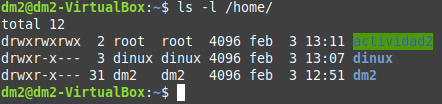 dm2@dm2-VirtualBox:~$ ls -l /home/
total 12
drwxrwxrwx  2 root  root  4096 feb  3 13:11 actividad2
drwxr-x---  3 dinux dinux 4096 feb  3 13:07 dinux
drwxr-x--- 31 dm2   dm2   4096 feb  3 12:51 dm2
dm2@dm2-VirtualBox:~$